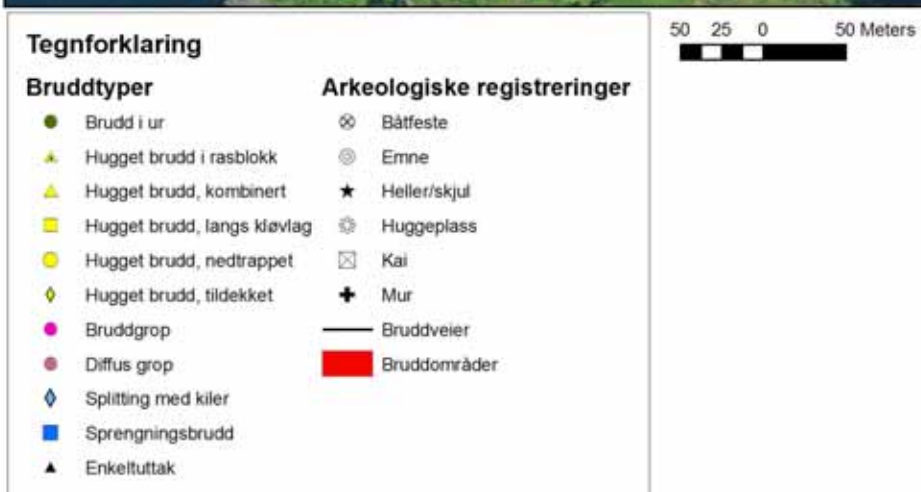 50 25 0 50 Meters
Tegnforklaring
Bruddtyper
Brudd i ur
Hugget brudd i rasblokk
Hugget brudd, kombinert
Hugget brudd, langs kløvlag
Hugget brudd, nedtrappet
Hugget brudd, tildekket
Bruddgrop
Diffus grop
Splitting med kiler
Sprengningsbrudd
Enkeltuttak
Arkeologiske registreringer
Båtfeste
Emne
Heller/skjul
Huggeplass
Kai
Mur
Bruddveier
Bruddområder